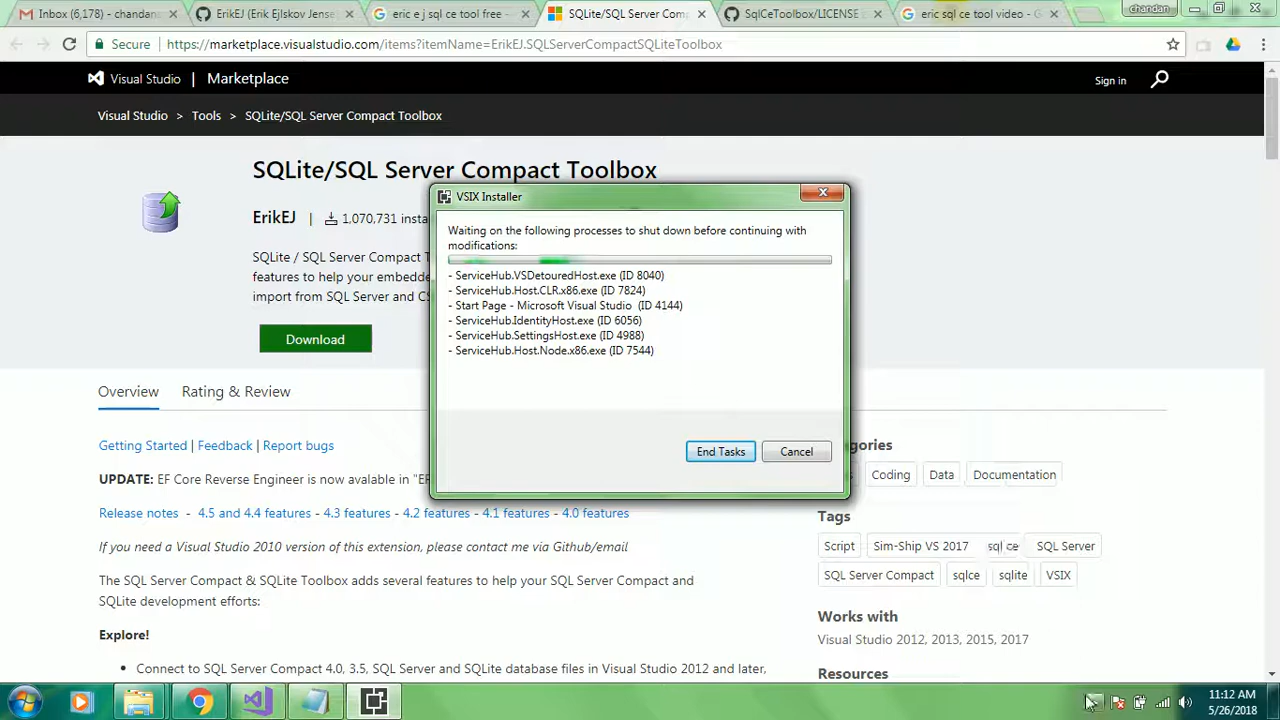 Inbox (6,178) - chandan
ErikEJ (Erik Ejlskov Jense
eric e j sql ce tool free -
SQLite/SQL Server Comp
SqlCeToolbox/LICENSE
eric sql ce tool video - G
chandan
Secure
https://marketplace.visualstudio.com/items?itemName=ErikEJ.SQLServerCompactSQLiteToolbox
Visual Studio | Marketplace
Sign in
Visual Studio > Tools > SQLite/SQL Server Compact Toolbox
SQLite/SQL Server Compact Toolbox
ErikEJ | 1,070,731 insta
SQLite / SQL Server Compact T
features to help your embedde
import from SQL Server and CS
Download
VSIX Installer
Waiting on the following processes to shut down before continuing with
modifications:
- ServiceHub.VSDetouredHost.exe (ID 8040)
- ServiceHub.Host.CLR.x86.exe (ID 7824)
- Start Page - Microsoft Visual Studio (ID 4144)
- ServiceHub.IdentityHost.exe (ID 6056)
- ServiceHub.SettingsHost.exe (ID 4988)
- ServiceHub.Host.Node.x86.exe (ID 7544)
End Tasks
Cancel
Overview
Rating & Review
Getting Started | Feedback | Report bugs
UPDATE: EF Core Reverse Engineer is now avalable in "EF
Release notes - 4.5 and 4.4 features - 4.3 features - 4.2 features - 4.1 features - 4.0 features
If you need a Visual Studio 2010 version of this extension, please contact me via Github/email
The SQL Server Compact & SQLite Toolbox adds several features to help your SQL Server Compact and
SQLite development efforts:
Explore!
• Connect to SQL Server Compact 4.0, 3.5, SQL Server and SQLite database files in Visual Studio 2012 and later,
egories
Coding
Data
Documentation
Tags
Script
Sim-Ship VS 2017
sql ce
SQL Server
SQL Server Compact
sqlce
sqlite
VSIX
Works with
Visual Studio 2012, 2013, 2015, 2017
Resources
11:12 AM
5/26/2018